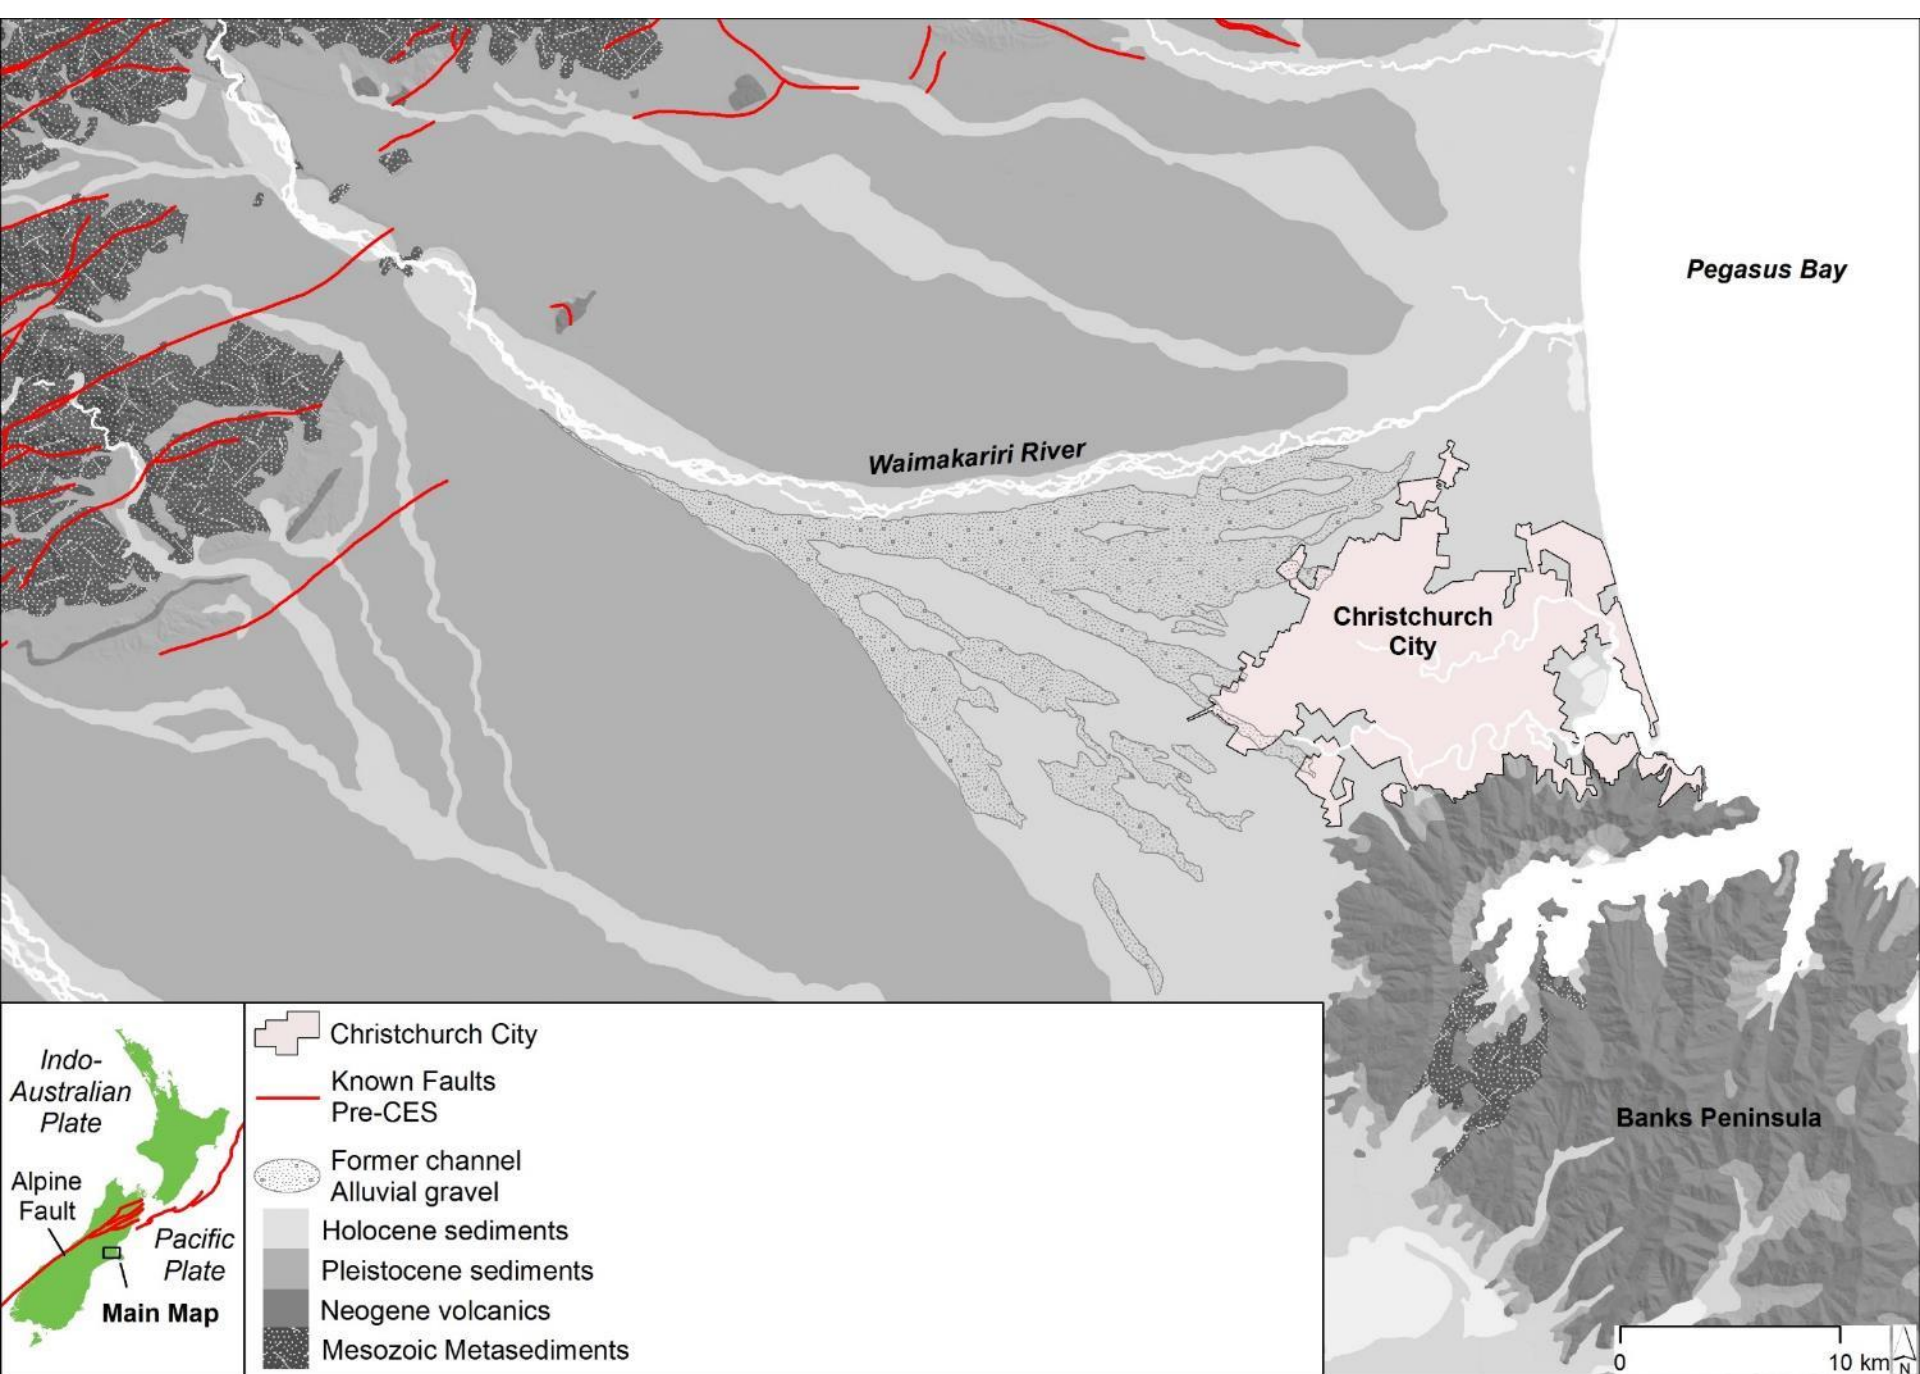 Pegasus Bay
Waimakariri River
Christchurch
City
Banks Peninsula
Indo-
Australian
Plate
Alpine
Fault
Pacific
Plate
Main Map
Christchurch City
Known Faults
Pre-CES
Former channel
Alluvial gravel
Holocene sediments
Pleistocene sediments
Neogene volcanics
Mesozoic Metasediments
0 10 km N